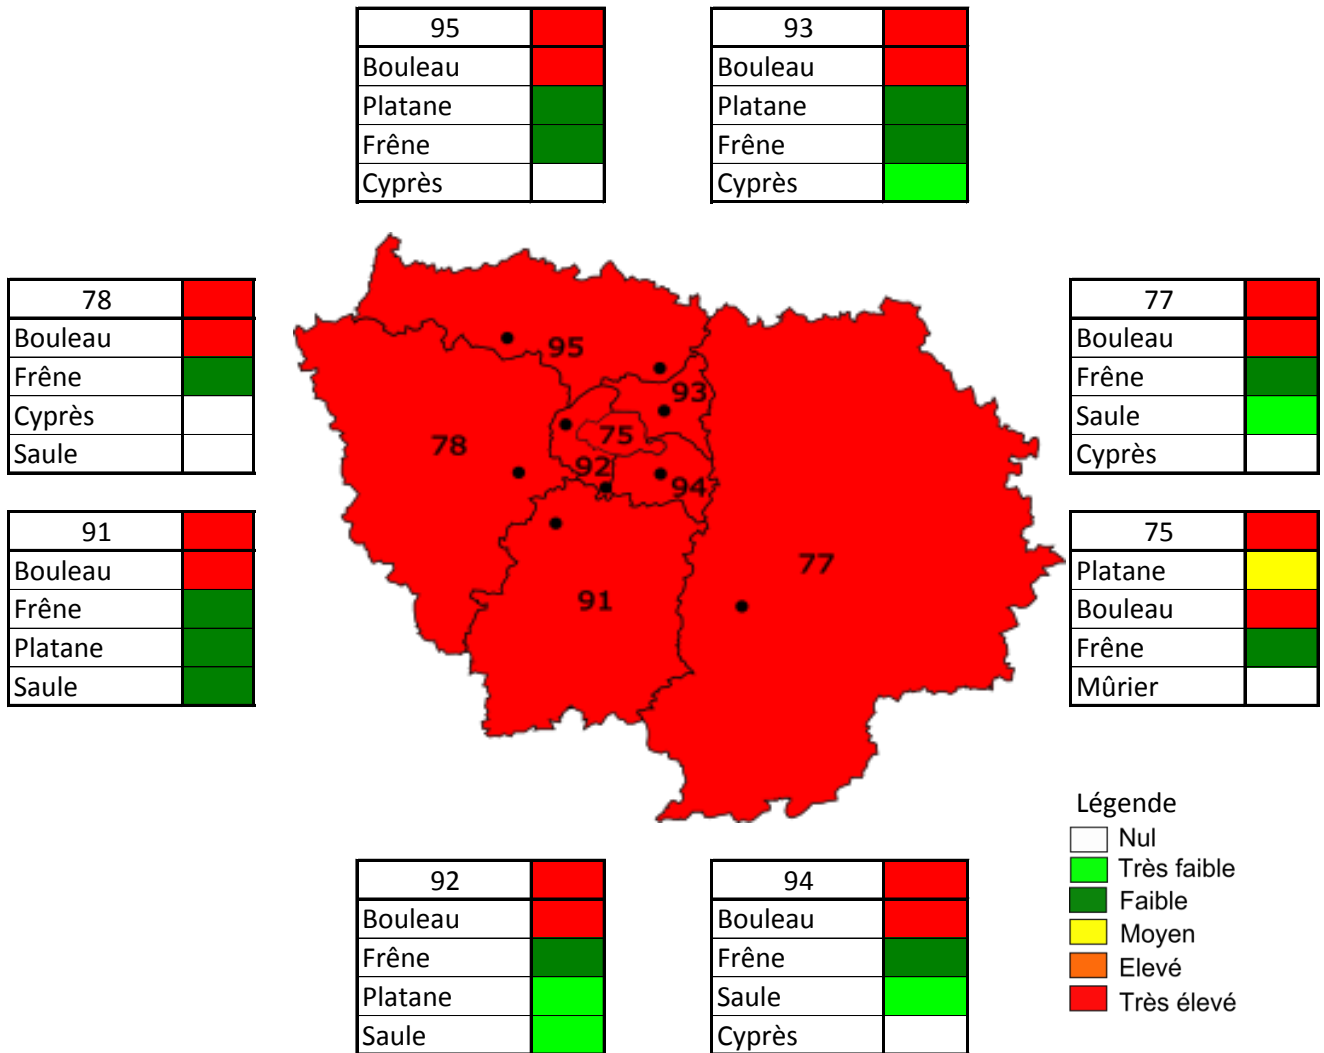 95
Bouleau
Platane
Frêne
Cyprès
93
Bouleau
Platane
Frêne
Cyprès
78
Bouleau
Frêne
Cyprès
Saule
91
Bouleau
Frêne
Platane
Saule
95
93
75
78
92
94
77
91
77
Bouleau
Frêne
Saule
Cyprès
75
Platane
Bouleau
Frêne
Mûrier
92
Bouleau
Frêne
Platane
Saule
94
Bouleau
Frêne
Saule
Cyprès
Légende
Nul
Très faible
Faible
Moyen
Elevé
Très élevé